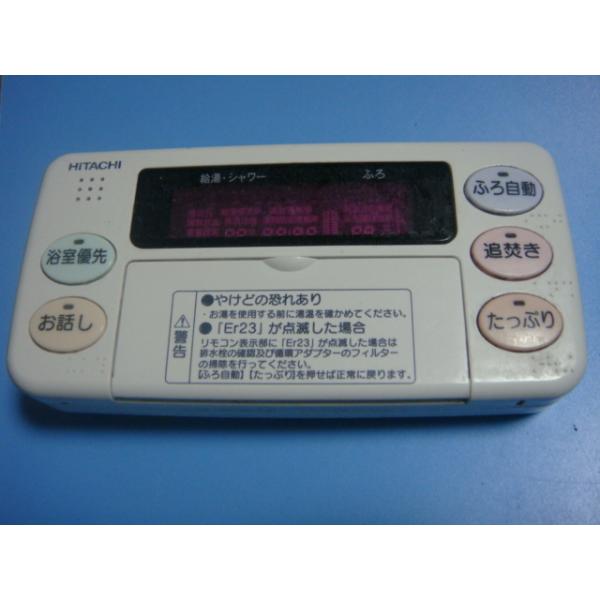 HITACHI
給湯・シャワー
ふろ
ふろ自動
浴室優先
追焚き
お話し
たっぷり
警告
●やけどの恐れあり
・お湯を使用する前に湯温を確かめてください。
●「Er23」が点滅した場合
リモコン表示部に「Er23」が点滅した場合は
排水栓の確認及び循環アダプターのフィルター
の掃除を行ってください。
[ふろ自動][たっぷり]を押せば正常に戻ります。